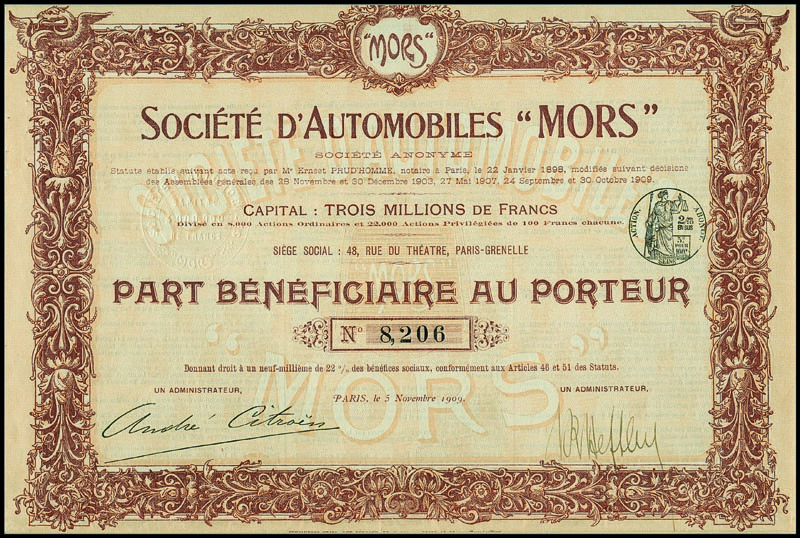 "MORS"
SOCIÉTÉ D'AUTOMOBILES "MORS"
SOCIÉTÉ ANONYME
Statuts établis suivant acte reçu par Me Ernest PRUD'HOMME, notaire à Paris, le 22 Janvier 1898, modifiés suivant décisions
des Assemblées générales des 28 Novembre et 30 Décembre 1903, 27 Mai 1907, 24 Septembre et 30 Octobre 1909.
CAPITAL : TROIS MILLIONS DE FRANCS
Divisé en 8,000 Actions Ordinaires et 22,000 Actions Privilégiées de 100 Francs chacune.
ACTION. ABONNT
2
SIÈGE SOCIAL : 48, RUE DU THÉATRE, PARIS-GRENELLE
PART BÉNÉFICIAIRE AU PORTEUR
No 8,206
Donnant droit à un neuf-millième de 22 % des bénéfices sociaux, conformément aux Articles 46 et 51 des Statuts.
UN ADMINISTRATEUR, UN ADMINISTRATEUR,
PARIS, le 5 Novembre 1909.
André Citroën
"MORS"